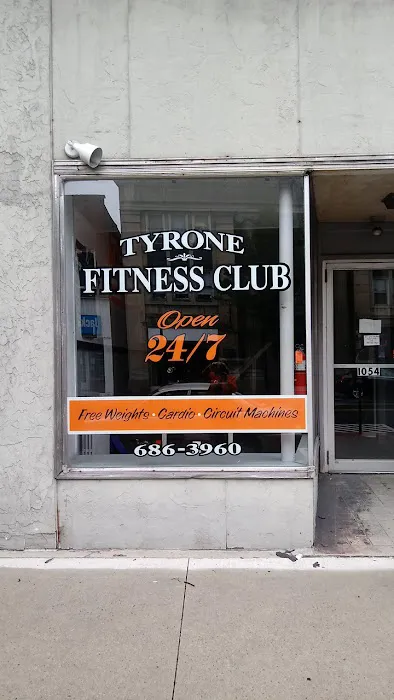 TYRONE
FITNESS CLUB
Open
24/7
Free Weights • Cardio • Circuit Machines
686-3960
1054